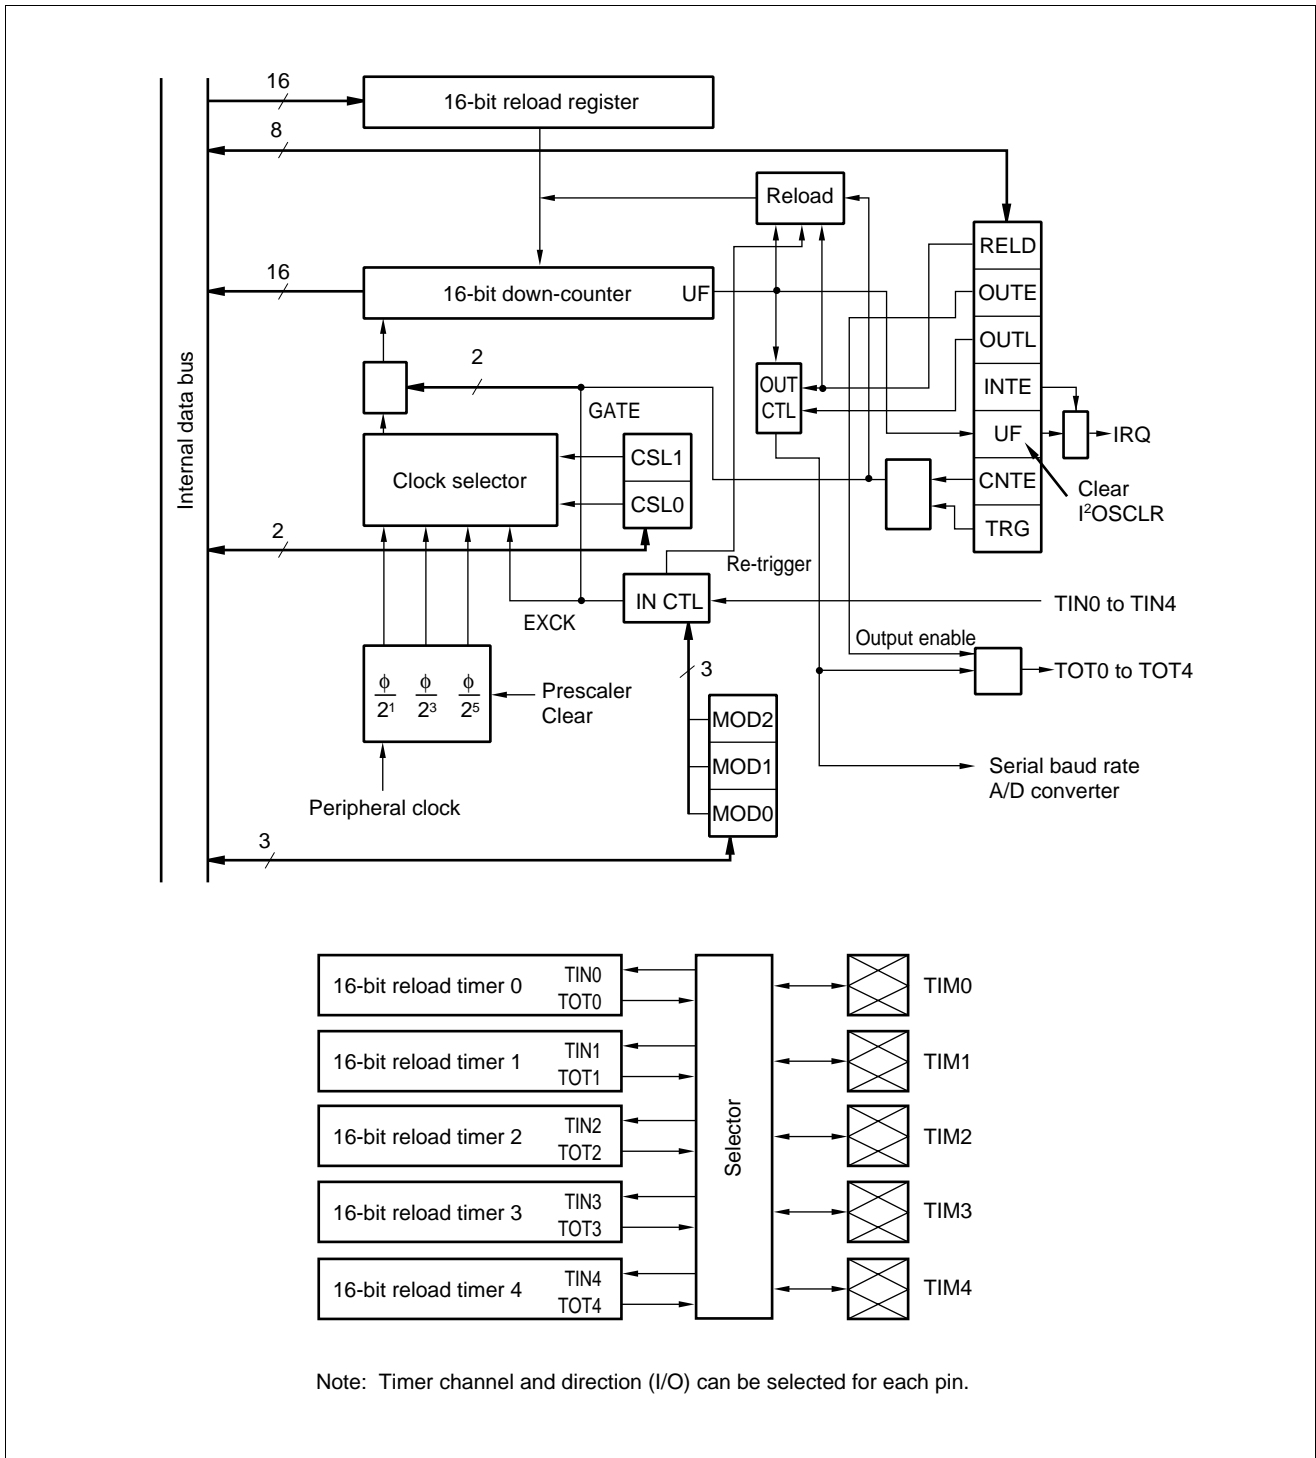 16
16-bit reload register
8
Reload
RELD
16
16-bit down-counter
UF
OUTE
OUTL
Internal data bus
2
GATE
OUT
CTL
INTE
UF
IRQ
CSL1
Clock selector
CSL0
CNTE
Clear
I²OSCLR
TRG
2
Re-trigger
IN CTL
TIN0 to TIN4
EXCK
Output enable
3
TOT0 to TOT4
ϕ ϕ ϕ
2¹ 2³ 2⁵
Prescaler
Clear
MOD2
MOD1
MOD0
Serial baud rate
A/D converter
Peripheral clock
3
16-bit reload timer 0
TIN0
TOT0
TIM0
16-bit reload timer 1
TIN1
TOT1
TIM1
16-bit reload timer 2
TIN2
TOT2
TIM2
Selector
16-bit reload timer 3
TIN3
TOT3
TIM3
16-bit reload timer 4
TIN4
TOT4
TIM4
Note: Timer channel and direction (I/O) can be selected for each pin.